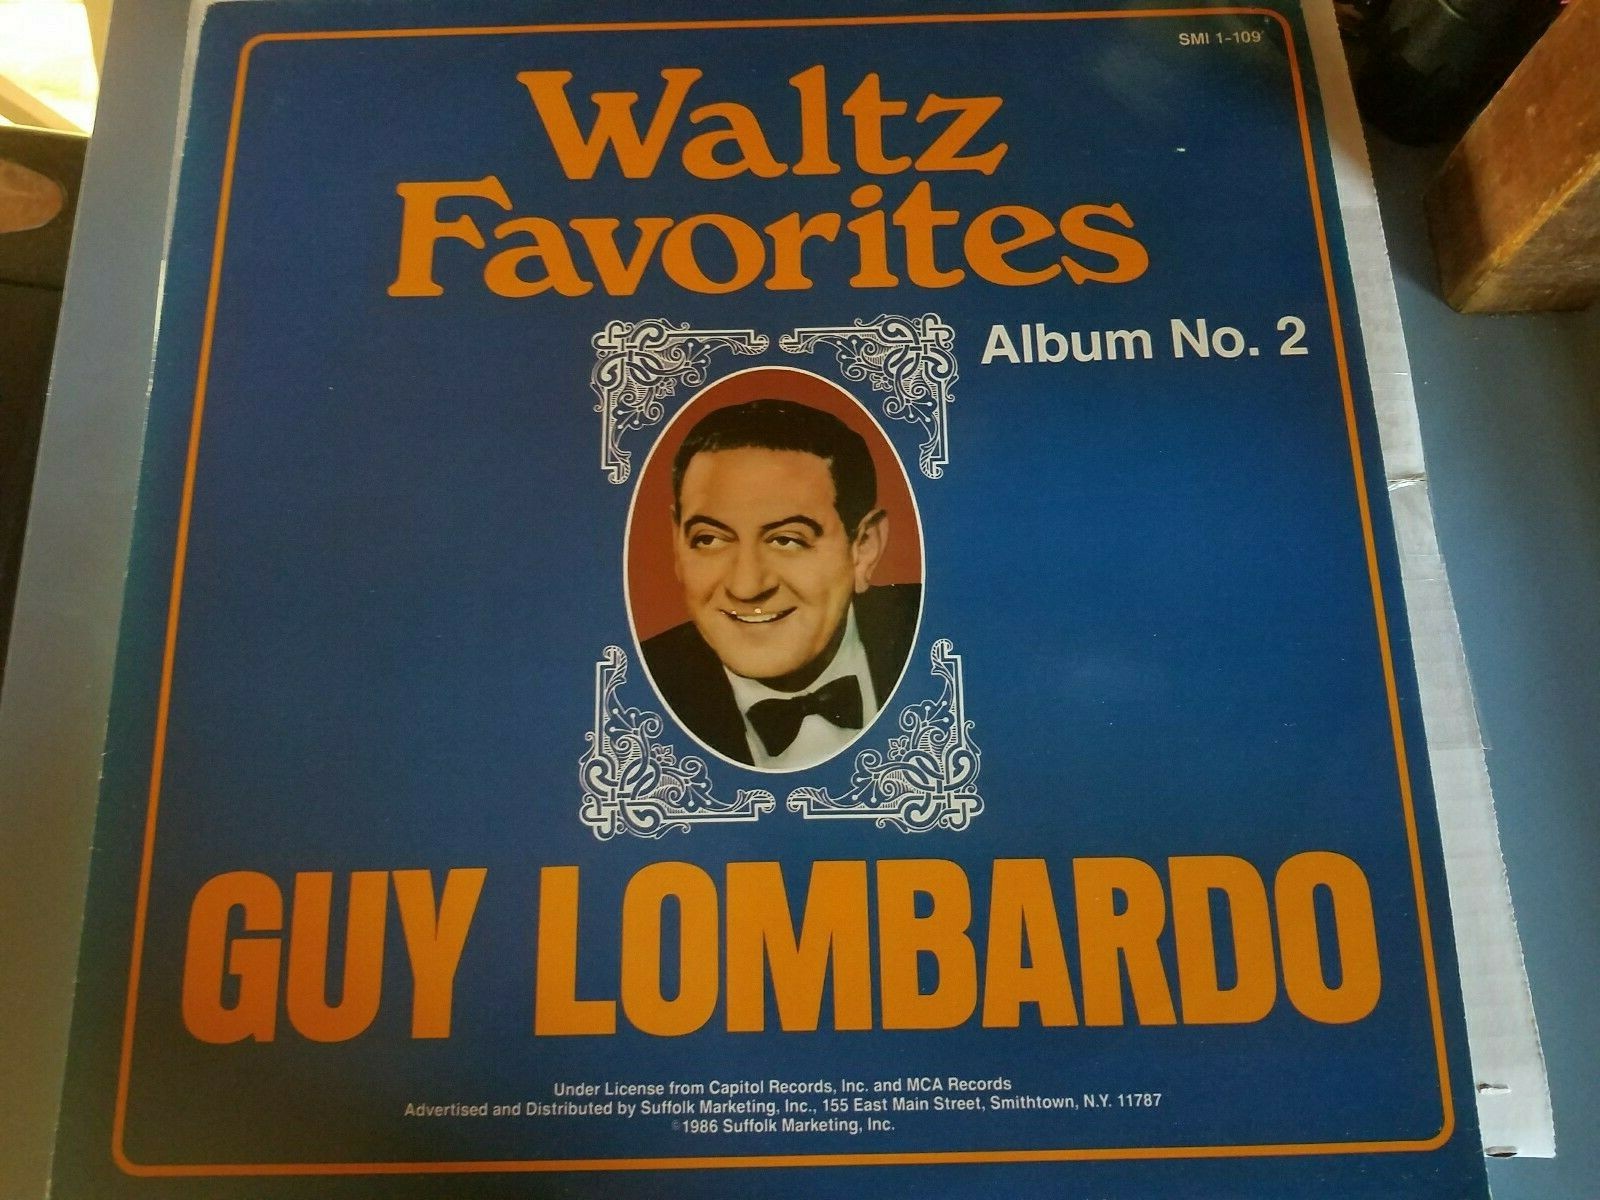 SMI 1-109
Waltz
Favorites
Album No. 2
GUY LOMBARDO
Under License from Capitol Records, Inc. and MCA Records
Advertised and Distributed by Suffolk Marketing, Inc., 155 East Main Street, Smithtown, N.Y. 11787
©1986 Suffolk Marketing, Inc.